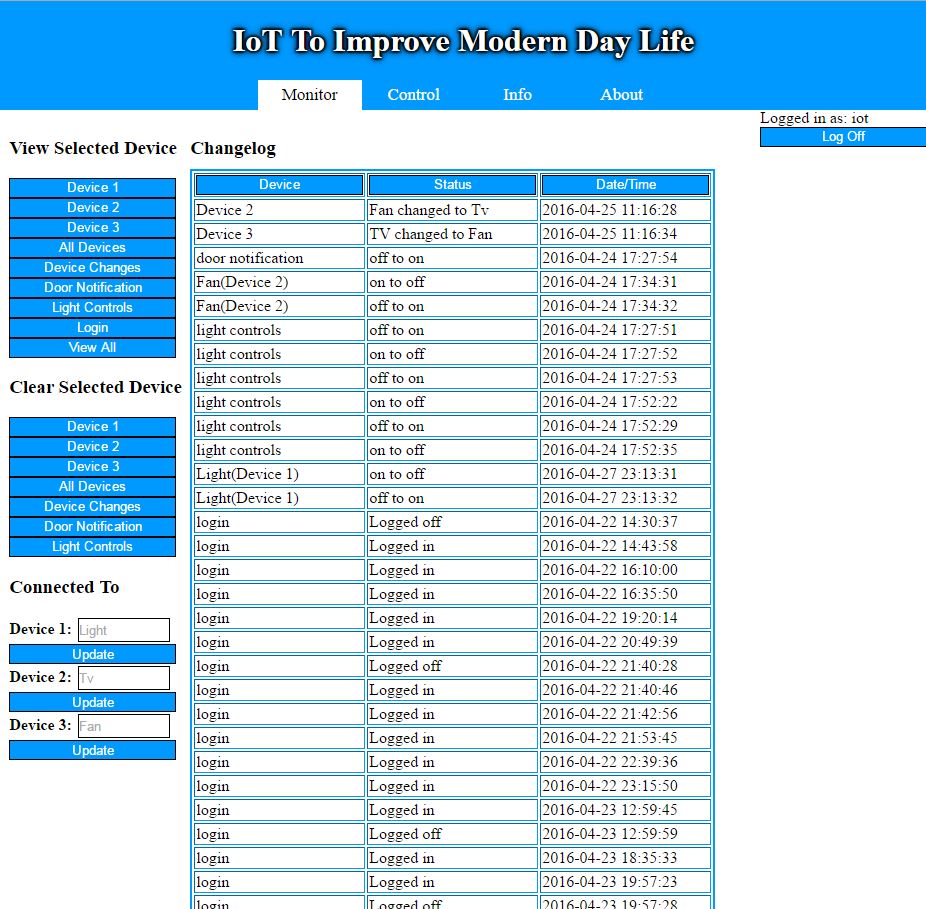 IoT To Improve Modern Day Life
Monitor Control Info About
Logged in as: iot
Log Off
View Selected Device
Device 1
Device 2
Device 3
All Devices
Device Changes
Door Notification
Light Controls
Login
View All
Clear Selected Device
Device 1
Device 2
Device 3
All Devices
Device Changes
Door Notification
Light Controls
Connected To
Device 1: Light
Update
Device 2: Tv
Update
Device 3: Fan
Update
Changelog
Device Status Date/Time
Device 2 Fan changed to Tv 2016-04-25 11:16:28
Device 3 TV changed to Fan 2016-04-25 11:16:34
door notification off to on 2016-04-24 17:27:54
Fan(Device 2) on to off 2016-04-24 17:34:31
Fan(Device 2) off to on 2016-04-24 17:34:32
light controls off to on 2016-04-24 17:27:51
light controls on to off 2016-04-24 17:27:52
light controls off to on 2016-04-24 17:27:53
light controls on to off 2016-04-24 17:52:22
light controls off to on 2016-04-24 17:52:29
light controls on to off 2016-04-24 17:52:35
Light(Device 1) on to off 2016-04-27 23:13:31
Light(Device 1) off to on 2016-04-27 23:13:32
login Logged off 2016-04-22 14:30:37
login Logged in 2016-04-22 14:43:58
login Logged in 2016-04-22 16:10:00
login Logged in 2016-04-22 16:35:50
login Logged in 2016-04-22 19:20:14
login Logged in 2016-04-22 20:49:39
login Logged off 2016-04-22 21:40:28
login Logged in 2016-04-22 21:40:46
login Logged in 2016-04-22 21:42:56
login Logged in 2016-04-22 21:53:45
login Logged in 2016-04-22 22:39:36
login Logged in 2016-04-22 23:15:50
login Logged in 2016-04-23 12:59:45
login Logged off 2016-04-23 12:59:59
login Logged in 2016-04-23 18:35:33
login Logged in 2016-04-23 19:57:23
login Logged off 2016-04-23 19:57:28